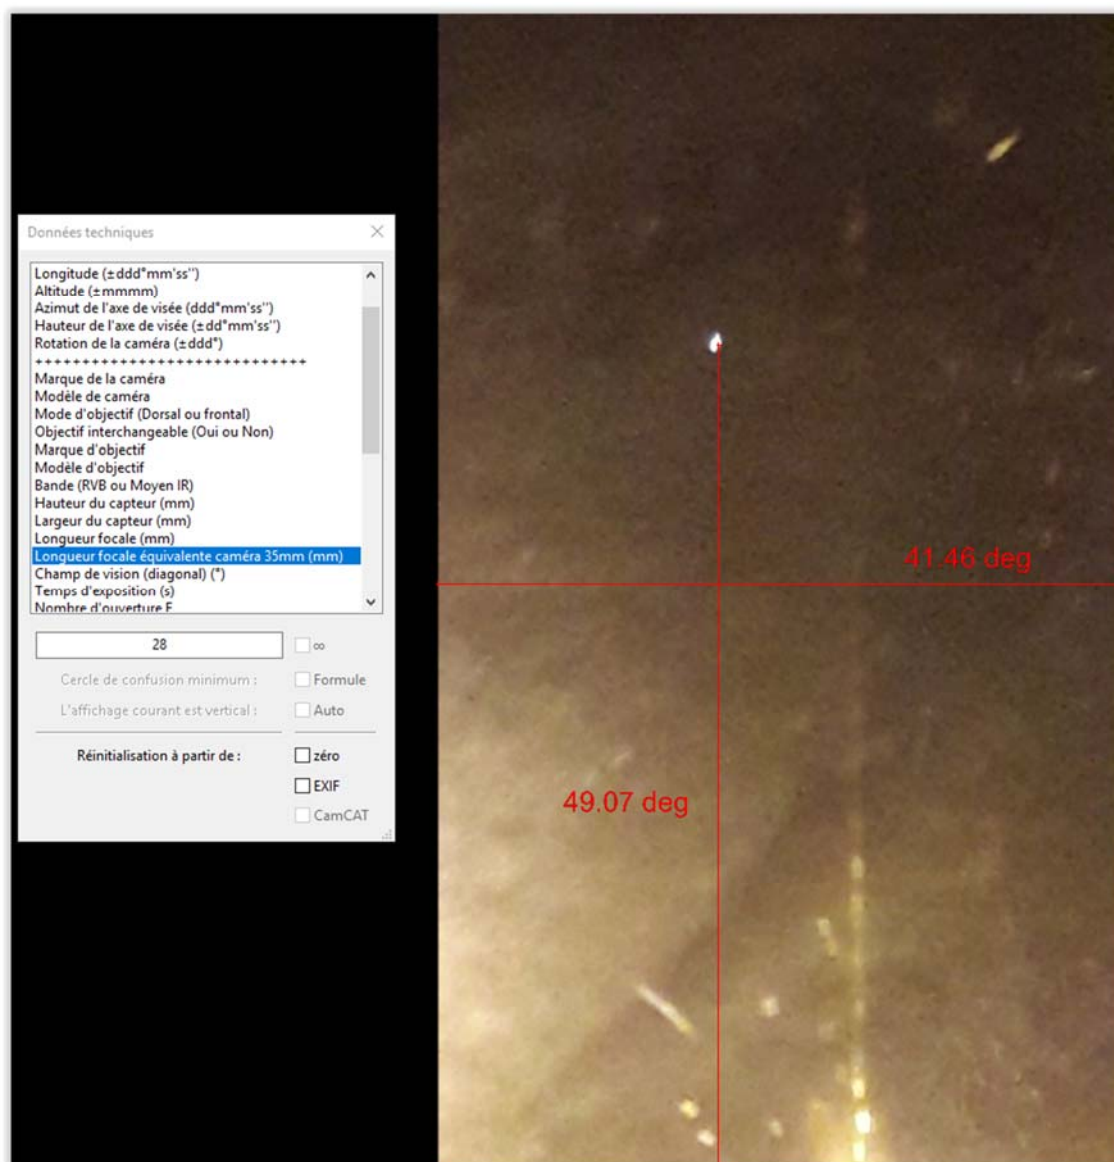 Données techniques
Longitude (±ddd°mm'ss'')
Altitude (±mmmm)
Azimut de l'axe de visée (ddd°mm'ss'')
Hauteur de l'axe de visée (±dd°mm'ss'')
Rotation de la caméra (±ddd°)
++++++++++++++++++++++++++++++
Marque de la caméra
Modèle de caméra
Mode d'objectif (Dorsal ou frontal)
Objectif interchangeable (Oui ou Non)
Marque d'objectif
Modèle d'objectif
Bande (RVB ou Moyen IR)
Hauteur du capteur (mm)
Largeur du capteur (mm)
Longueur focale (mm)
Longueur focale équivalente caméra 35mm (mm)
Champ de vision (diagonal) (°)
Temps d'exposition (s)
Nombre d'ouverture F
28
∞
Cercle de confusion minimum :
Formule
L'affichage courant est vertical :
Auto
Réinitialisation à partir de :
zéro
EXIF
CamCAT
41.46 deg
49.07 deg